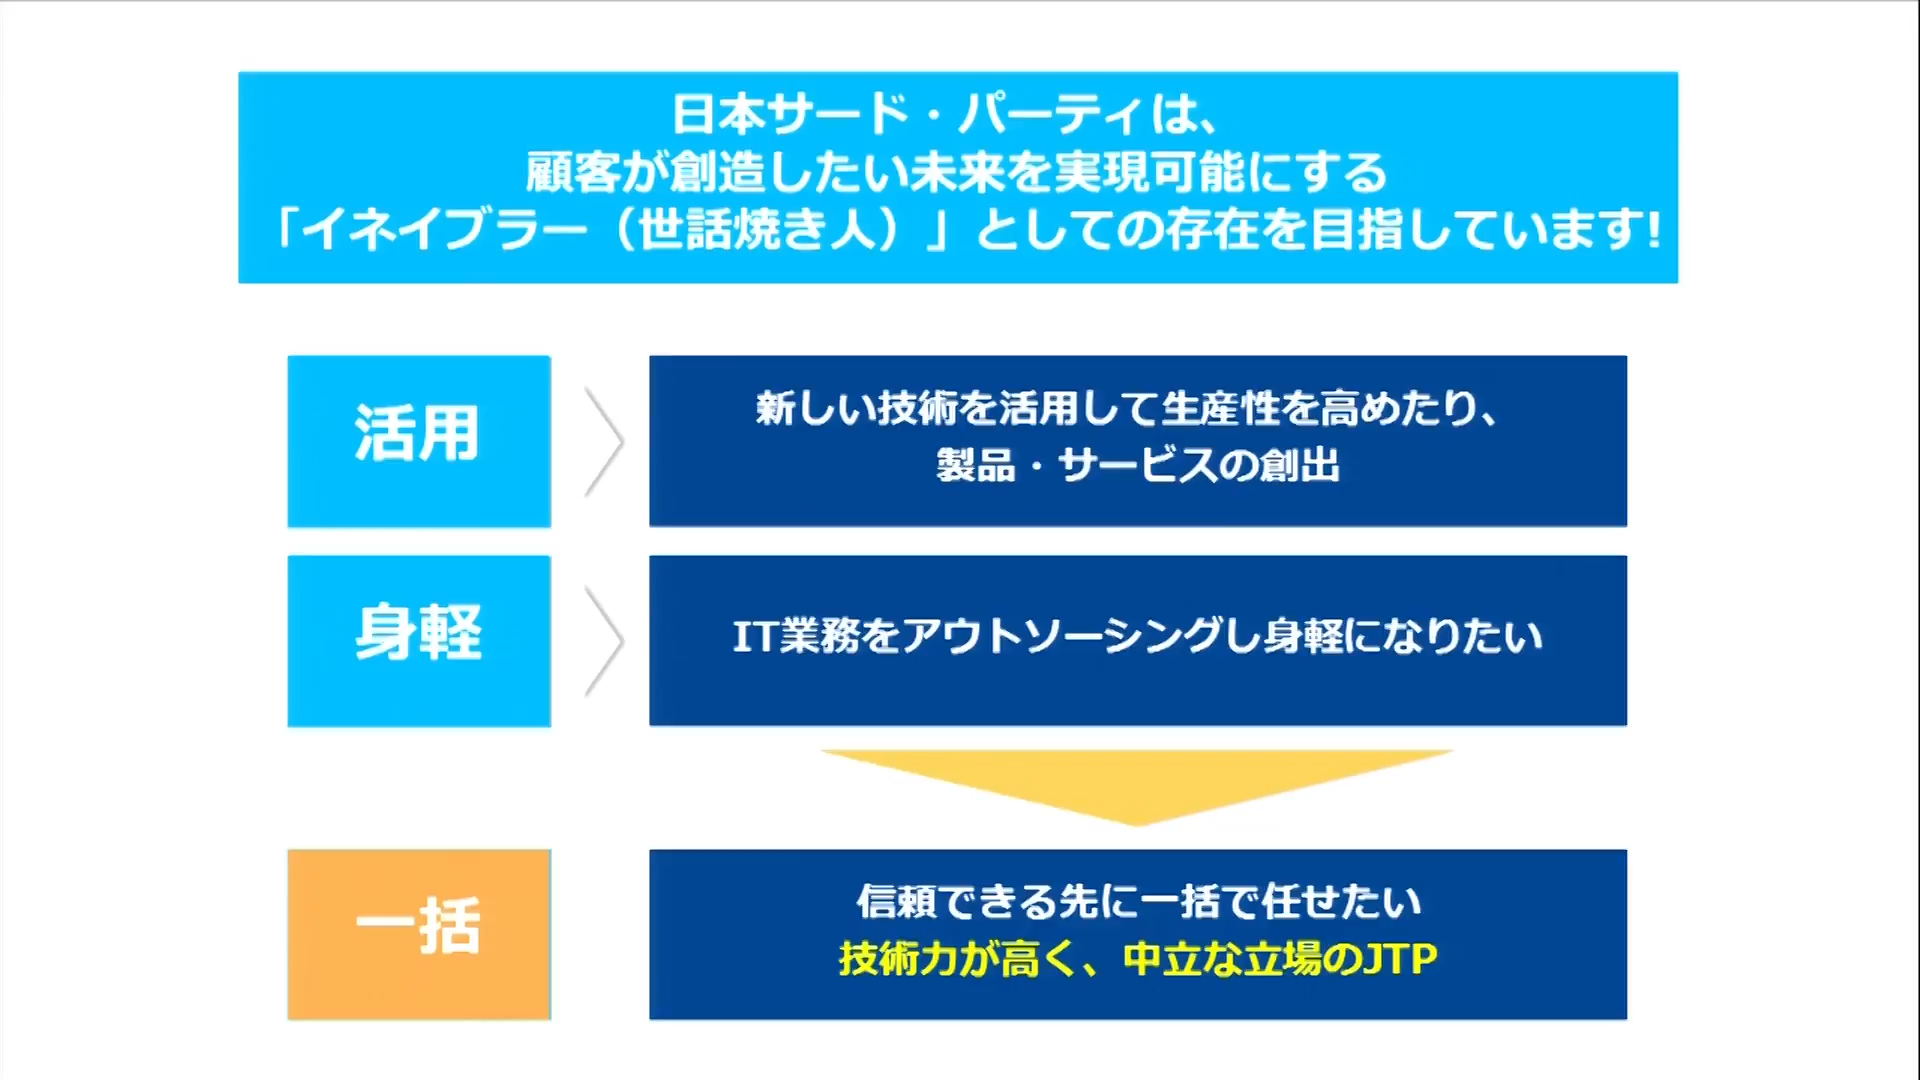 日本サード・パーティは、
顧客が創造したい未来を実現可能にする
「イネイブラー（世話焼き人）」としての存在を目指しています!
活用
新しい技術を活用して生産性を高めたり、
製品・サービスの創出
身軽
IT業務をアウトソーシングし身軽になりたい
一括
信頼できる先に一括で任せたい
技術力が高く、中立な立場のJTP